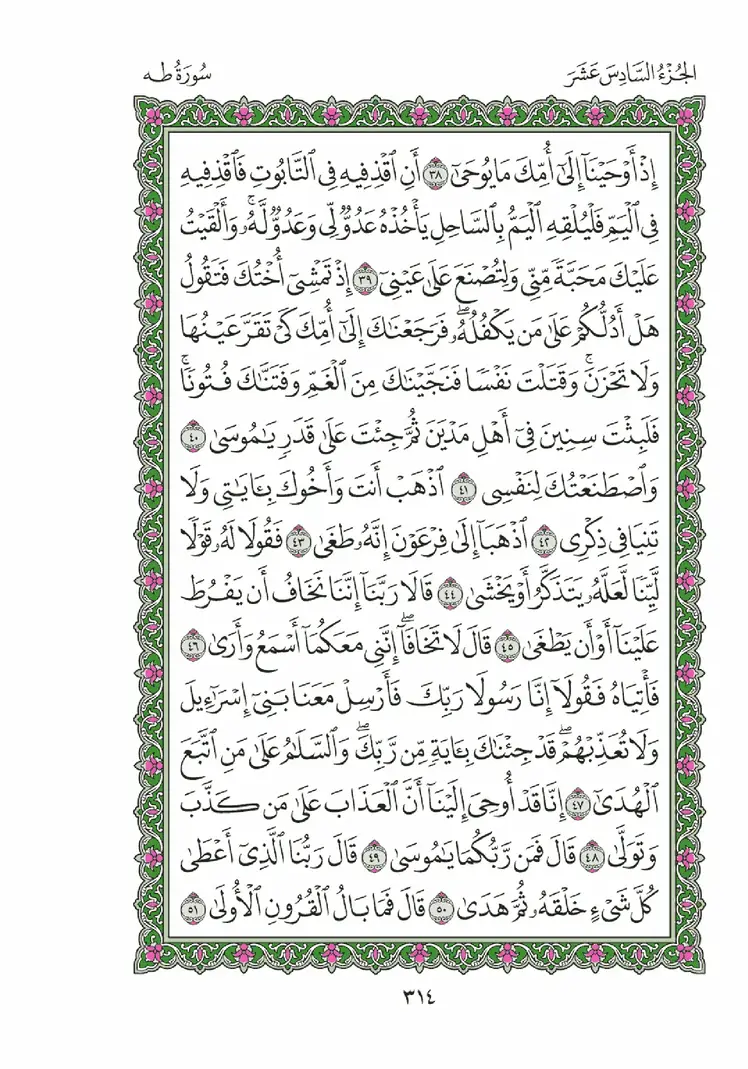 الجُزْءُ السَّادِسَ عَشَرَ
سُورَةُ طه
إِذۡ أَوۡحَيۡنَآ إِلَىٰٓ أُمِّكَ مَا يُوحَىٰٓ ٣٨ أَنِ ٱقۡذِفِيهِ فِي ٱلتَّابُوتِ فَٱقۡذِفِيهِ
فِي ٱلۡيَمِّ فَلۡيُلۡقِهِ ٱلۡيَمُّ بِٱلسَّاحِلِ يَأۡخُذۡهُ عَدُوّٞ لِّي وَعَدُوّٞ لَّهُۥۚ وَأَلۡقَيۡتُ
عَلَيۡكَ مَحَبَّةٗ مِّنِّي وَلِتُصۡنَعَ عَلَىٰ عَيۡنِيٓ ٣٩ إِذۡ تَمۡشِيٓ أُخۡتُكَ فَتَقُولُ
هَلۡ أَدُلُّكُمۡ عَلَىٰ مَن يَكۡفُلُهُۥۖ فَرَجَعۡنَٰكَ إِلَىٰٓ أُمِّكَ كَيۡ تَقَرَّ عَيۡنُهَا
وَلَا تَحۡزَنَۚ وَقَتَلۡتَ نَفۡسٗا فَنَجَّيۡنَٰكَ مِنَ ٱلۡغَمِّ وَفَتَنَّٰكَ فُتُونٗاۚ
فَلَبِثۡتَ سِنِينَ فِيٓ أَهۡلِ مَدۡيَنَ ثُمَّ جِئۡتَ عَلَىٰ قَدَرٖ يَٰمُوسَىٰ ٤٠
وَٱصۡطَنَعۡتُكَ لِنَفۡسِي ٤١ ٱذۡهَبۡ أَنتَ وَأَخُوكَ بِـَٔايَٰتِي وَلَا
تَنِيَا فِي ذِكۡرِي ٤٢ ٱذۡهَبَآ إِلَىٰ فِرۡعَوۡنَ إِنَّهُۥ طَغَىٰ ٤٣ فَقُولَا لَهُۥ قَوۡلٗا
لَّيِّنٗا لَّعَلَّهُۥ يَتَذَكَّرُ أَوۡ يَخۡشَىٰ ٤٤ قَالَا رَبَّنَآ إِنَّنَا نَخَافُ أَن يَفۡرُطَ
عَلَيۡنَآ أَوۡ أَن يَطۡغَىٰ ٤٥ قَالَ لَا تَخَافَآۖ إِنَّنِي مَعَكُمَآ أَسۡمَعُ وَأَرَىٰ ٤٦
فَأۡتِيَاهُ فَقُولَآ إِنَّا رَسُولَا رَبِّكَ فَأَرۡسِلۡ مَعَنَا بَنِيٓ إِسۡرَٰٓءِيلَ
وَلَا تُعَذِّبۡهُمۡۖ قَدۡ جِئۡنَٰكَ بِـَٔايَةٖ مِّن رَّبِّكَۖ وَٱلسَّلَٰمُ عَلَىٰ مَنِ ٱتَّبَعَ
ٱلۡهُدَىٰٓ ٤٧ إِنَّا قَدۡ أُوحِيَ إِلَيۡنَآ أَنَّ ٱلۡعَذَابَ عَلَىٰ مَن كَذَّبَ
وَتَوَلَّىٰ ٤٨ قَالَ فَمَن رَّبُّكُمَا يَٰمُوسَىٰ ٤٩ قَالَ رَبُّنَا ٱلَّذِيٓ أَعۡطَىٰ
كُلَّ شَيۡءٍ خَلۡقَهُۥ ثُمَّ هَدَىٰ ٥٠ قَالَ فَمَا بَالُ ٱلۡقُرُونِ ٱلۡأُولَىٰ ٥١
٣١٤